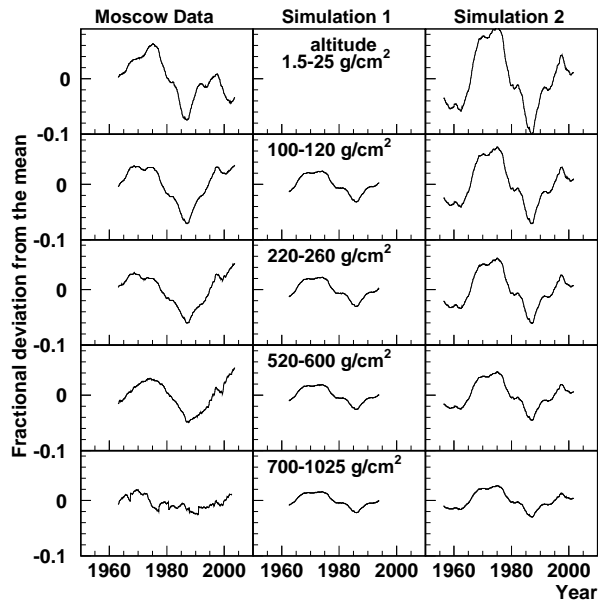 Moscow Data Simulation 1 Simulation 2
altitude
1.5-25 g/cm²
0
-0.1
100-120 g/cm²
0
-0.1
220-260 g/cm²
0
-0.1
520-600 g/cm²
0
-0.1
700-1025 g/cm²
0
-0.1
Fractional deviation from the mean
1960 1980 2000 1960 1980 2000 1960 1980 2000
Year